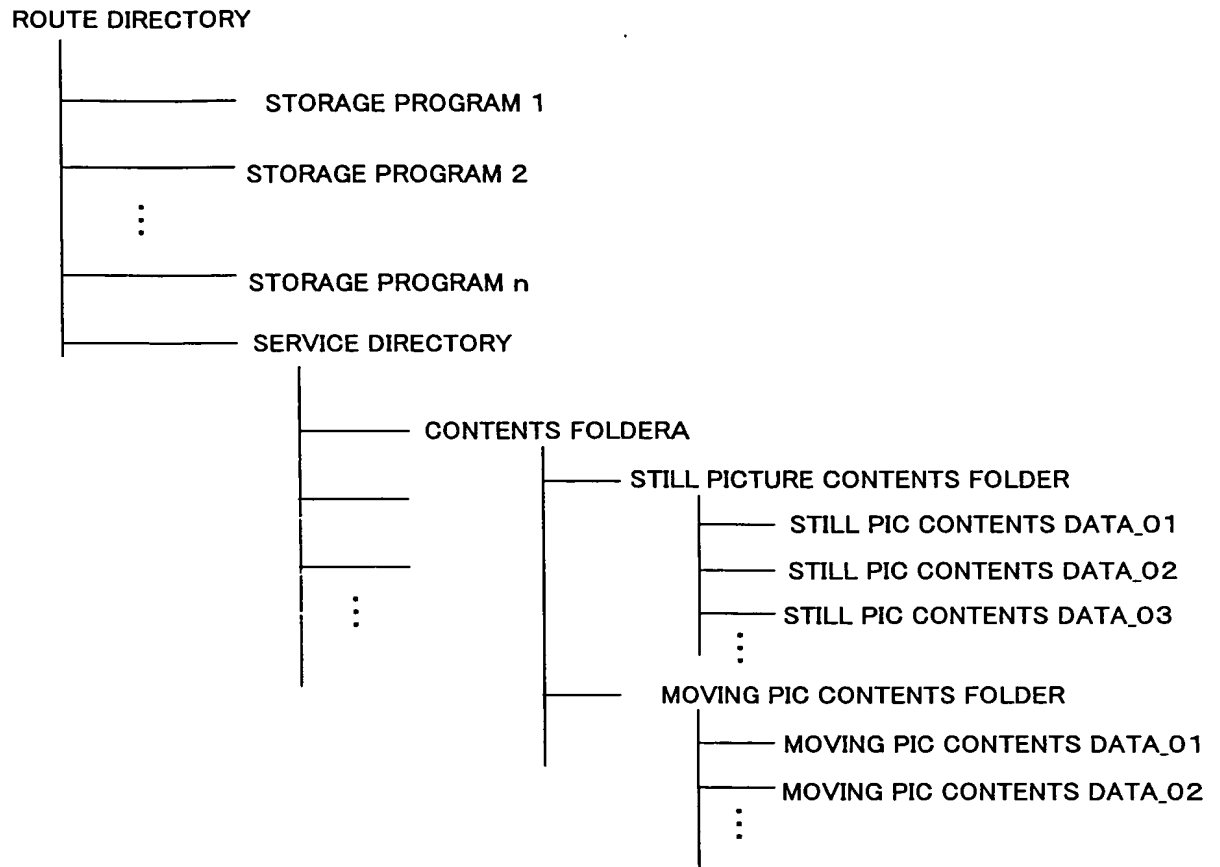 ROUTE DIRECTORY
STORAGE PROGRAM 1
STORAGE PROGRAM 2
STORAGE PROGRAM n
SERVICE DIRECTORY
CONTENTS FOLDERA
STILL PICTURE CONTENTS FOLDER
STILL PIC CONTENTS DATA_01
STILL PIC CONTENTS DATA_02
STILL PIC CONTENTS DATA_03
MOVING PIC CONTENTS FOLDER
MOVING PIC CONTENTS DATA_01
MOVING PIC CONTENTS DATA_02